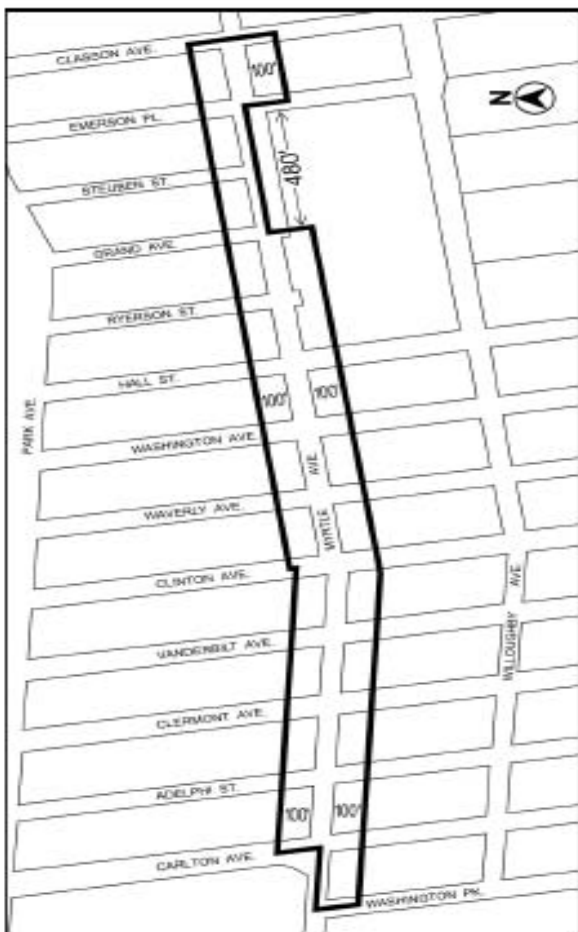 CLASSON AVE.
100'
N
EMERSON PL.
480'
STEUBEN ST.
GRAND AVE.
RYERSON ST.
HALL ST.
100'
100'
PARK AVE.
WASHINGTON AVE.
AVE.
MYRTLE
WAVERLY AVE.
CLINTON AVE.
AVE
WILLOUGHBY
VANDERBILT AVE.
CLERMONT AVE.
ADELPHI ST.
100'
100'
CARLTON AVE.
WASHINGTON PK.